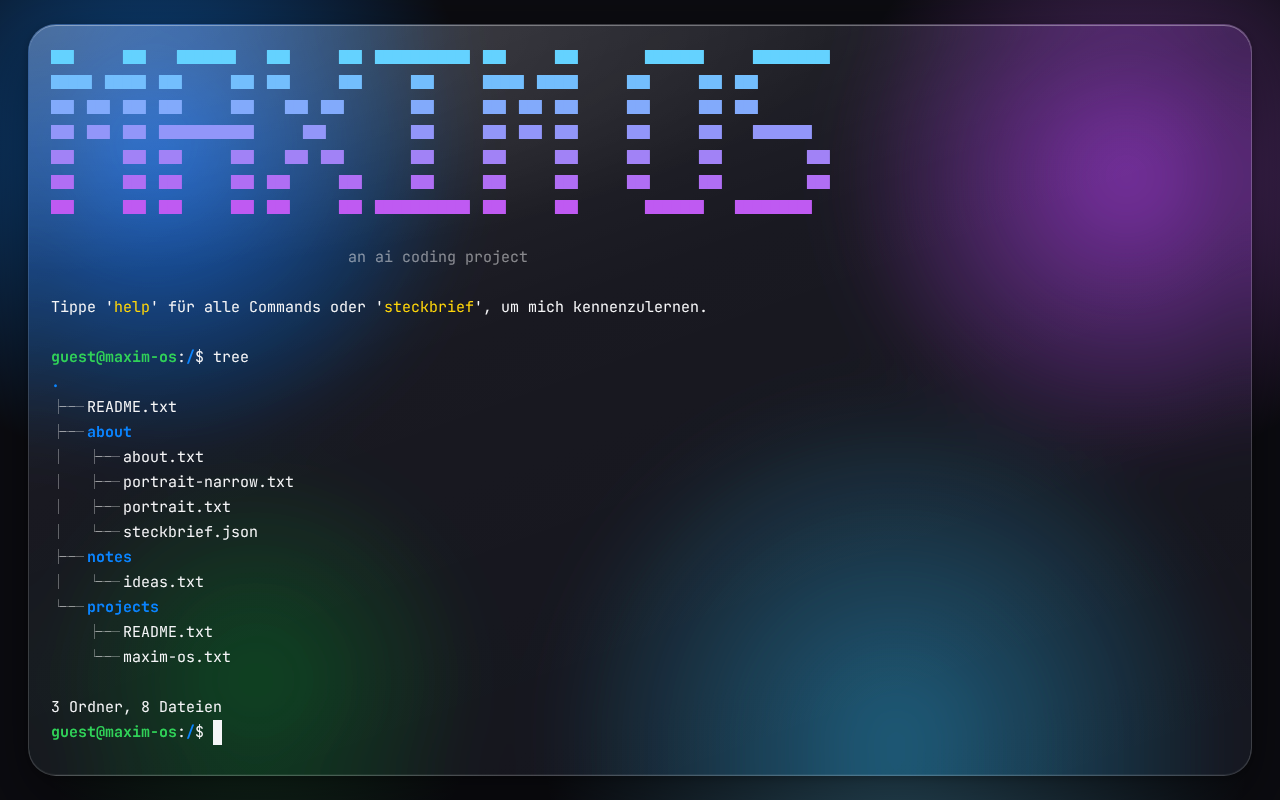 MAXIM OS
an ai coding project
Tippe 'help' für alle Commands oder 'steckbrief', um mich kennenzulernen.
guest@maxim-os:/$ tree
.
├── README.txt
├── about
│   ├── about.txt
│   ├── portrait-narrow.txt
│   ├── portrait.txt
│   └── steckbrief.json
├── notes
│   └── ideas.txt
└── projects
    ├── README.txt
    └── maxim-os.txt
3 Ordner, 8 Dateien
guest@maxim-os:/$